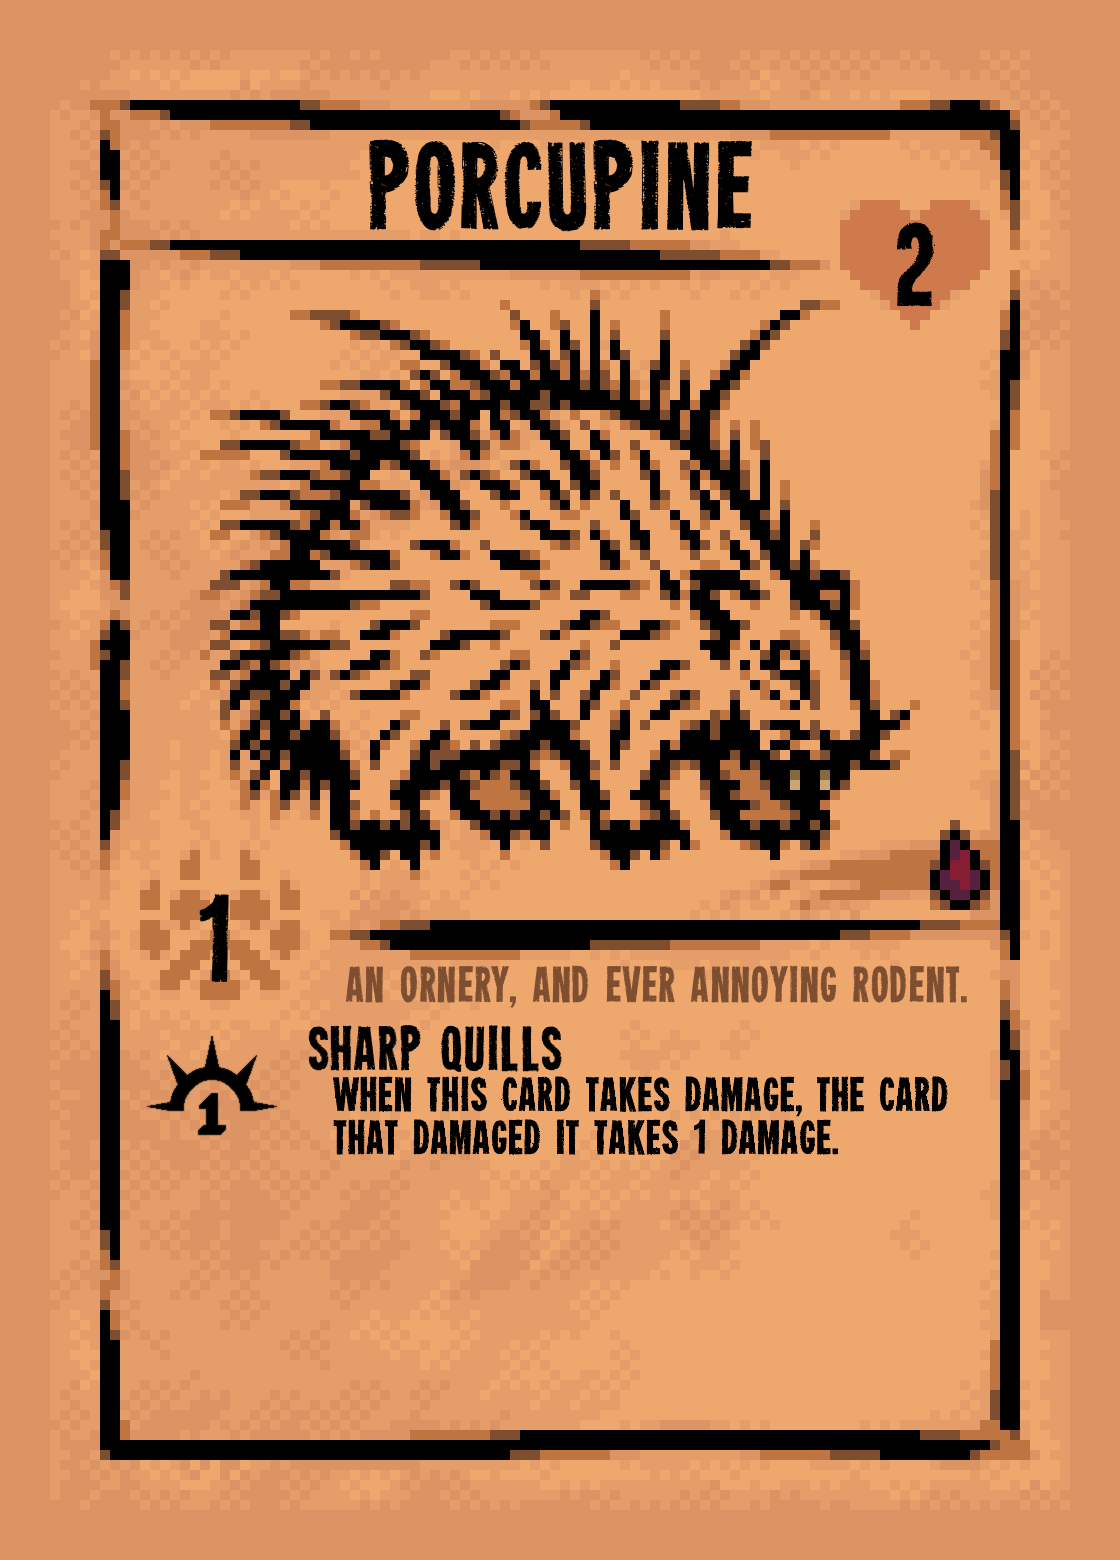 PORCUPINE
2
1
AN ORNERY, AND EVER ANNOYING RODENT.
SHARP QUILLS
1
WHEN THIS CARD TAKES DAMAGE, THE CARD
THAT DAMAGED IT TAKES 1 DAMAGE.